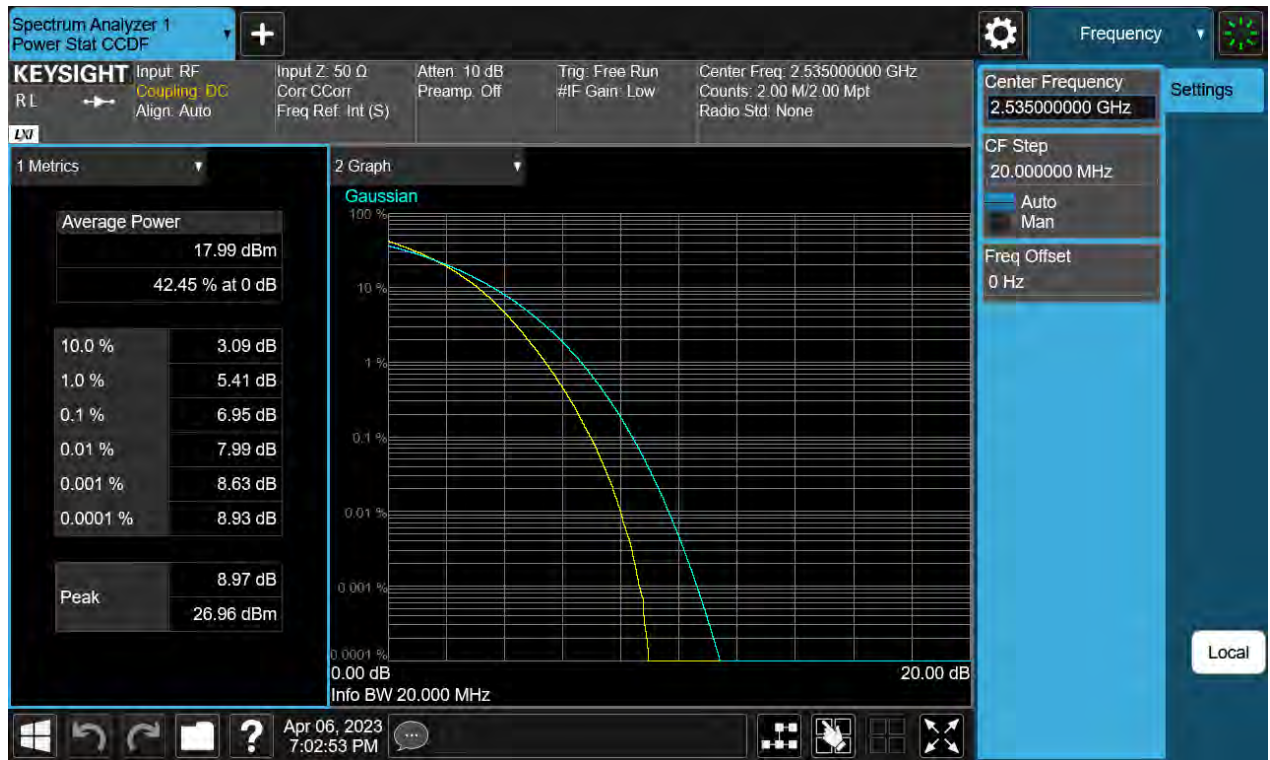 Spectrum Analyzer 1
Power Stat CCDF
Frequency
KEYSIGHT
RL
LXI
Input: RF
Coupling: DC
Align: Auto
Input Z: 50 Ω
Corr CCorr
Freq Ref: Int (S)
Atten: 10 dB
Preamp: Off
Trig: Free Run
#IF Gain: Low
Center Freq: 2.535000000 GHz
Counts: 2.00 M/2.00 Mpt
Radio Std: None
Center Frequency
2.535000000 GHz
Settings
CF Step
20.000000 MHz
Auto
Man
Freq Offset
0 Hz
Local
1 Metrics
Average Power
17.99 dBm
42.45 % at 0 dB
10.0 % 3.09 dB
1.0 % 5.41 dB
0.1 % 6.95 dB
0.01 % 7.99 dB
0.001 % 8.63 dB
0.0001 % 8.93 dB
Peak
8.97 dB
26.96 dBm
2 Graph
Gaussian
100 %
10 %
1 %
0.1 %
0.01 %
0.001 %
0.0001 %
0.00 dB 20.00 dB
Info BW 20.000 MHz
?
Apr 06, 2023
7:02:53 PM